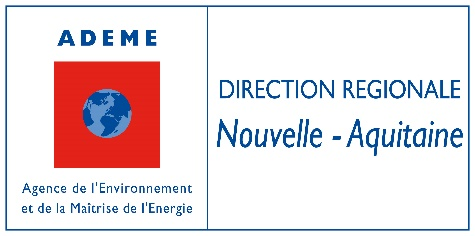 ADEME
Agence de l'Environnement
et de la Maîtrise de l'Energie
DIRECTION REGIONALE
Nouvelle - Aquitaine